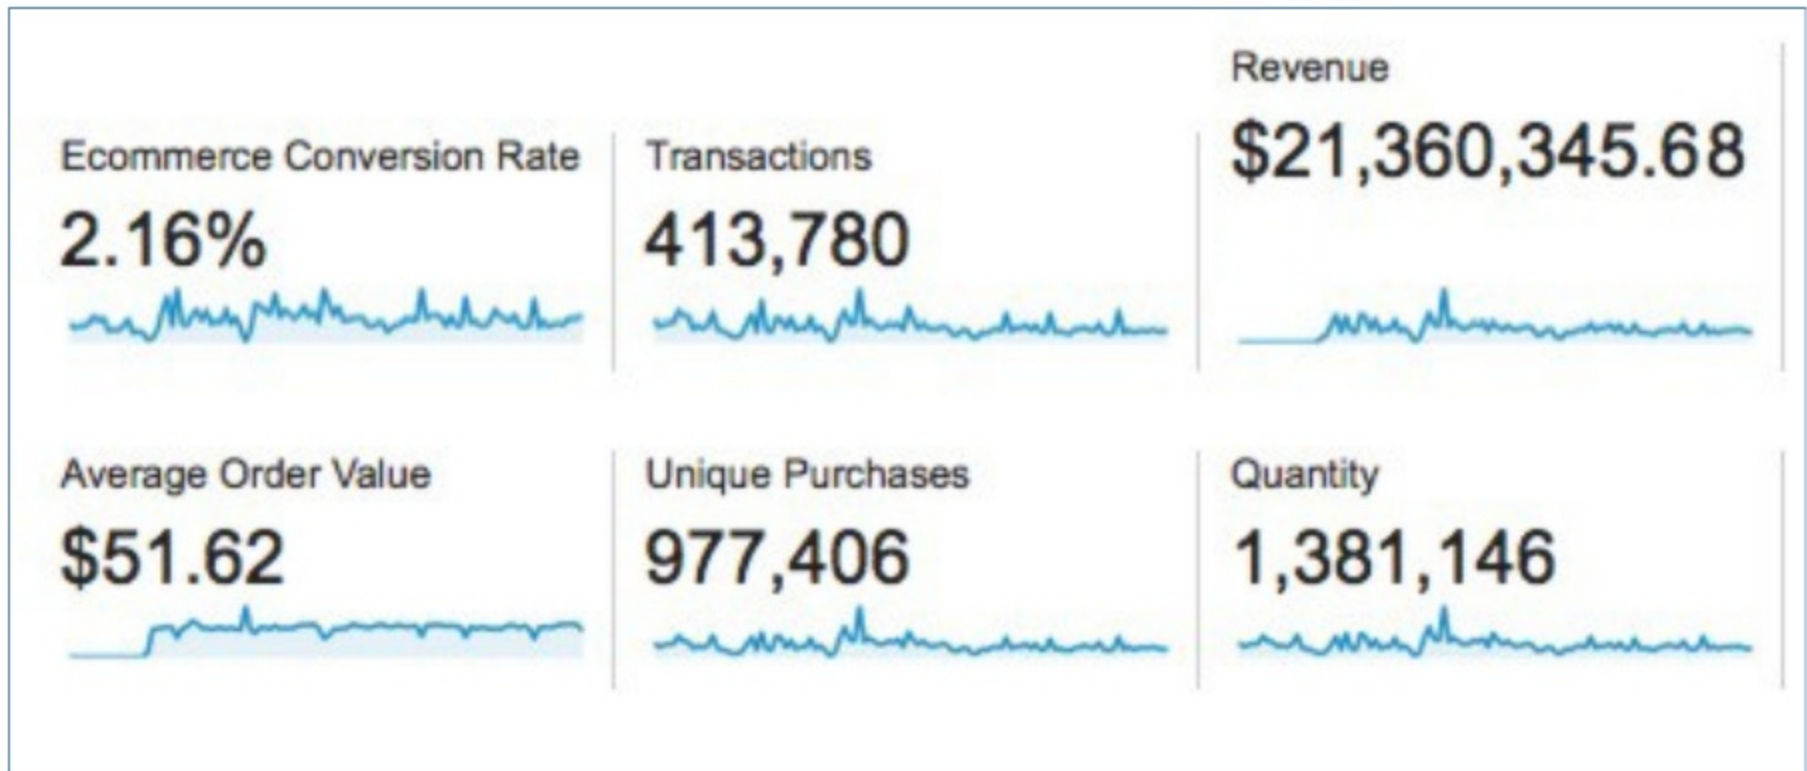 Revenue
$21,360,345.68
Ecommerce Conversion Rate
2.16%
Transactions
413,780
Average Order Value
$51.62
Unique Purchases
977,406
Quantity
1,381,146